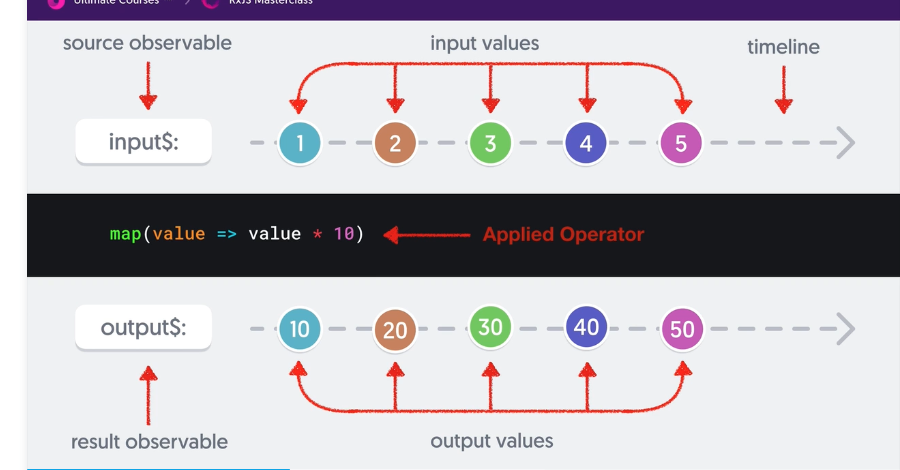 Ultimate Courses
RxJS Masterclass
source observable
input values
timeline
input$:
1 2 3 4 5
map(value => value * 10)
Applied Operator
output$:
10 20 30 40 50
result observable
output values